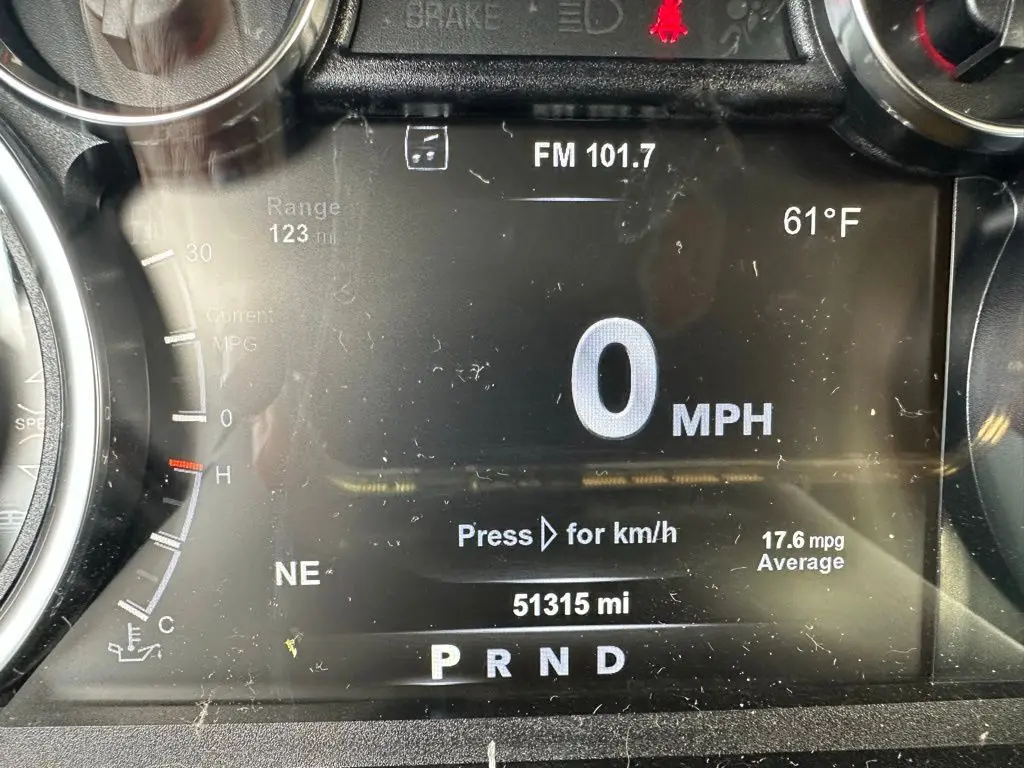 BRAKE
FM 101.7
Range
123 mi
61°F
30
Current
MPG
0
0 MPH
H
Press ▷ for km/h
17.6 mpg
Average
NE
51315 mi
C
P R N D